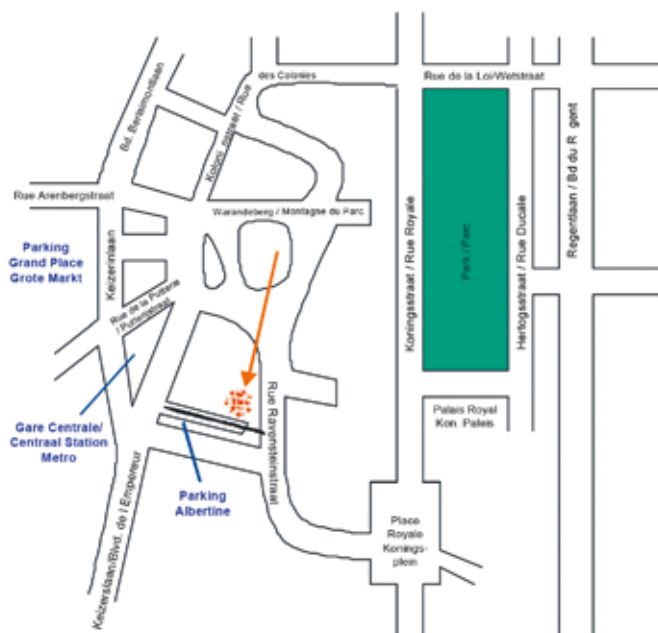 des Colonies
Rue de la Loi/Wetstraat
Bd. Berlaimontlaan
straat / Rue
Rue Arenbergstraat
Warandeberg / Montagne du Parc
Parking
Grand Place
Grote Markt
Keizerinlaan
Rue de la Putterie
/ Putterijstraat
Koningsstraat / Rue Royale
Park / Parc
Hertogsstraat / Rue Ducale
Regentlaan / Bd du R gent
Gare Centrale/
Centraal Station
Metro
Rue Ravensteinstraat
Palais Royal
Kon. Paleis
Parking
Albertine
Keizerslaan/Blvd. de l Empereur
Place
Royale
Konings-
plein